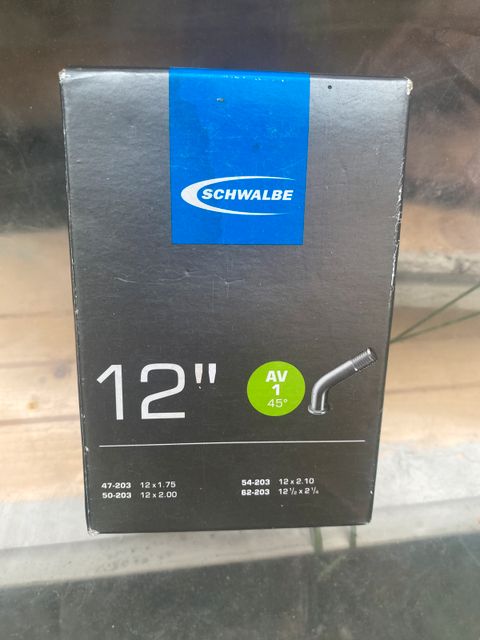 SCHWALBE
12"
AV
1
45°
47-203 12 x 1.75
50-203 12 x 2.00
54-203 12 x 2.10
62-203 12 1/2 x 2 1/4